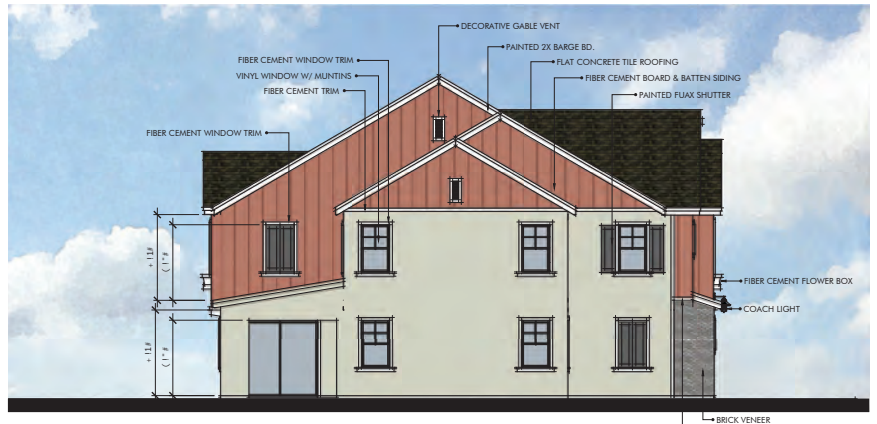 DECORATIVE GABLE VENT
PAINTED 2X BARGE BD.
FIBER CEMENT WINDOW TRIM
FLAT CONCRETE TILE ROOFING
VINYL WINDOW W/ MUNTINS
FIBER CEMENT BOARD & BATTEN SIDING
FIBER CEMENT TRIM
PAINTED FUAX SHUTTER
FIBER CEMENT WINDOW TRIM
FIBER CEMENT FLOWER BOX
COACH LIGHT
BRICK VENEER